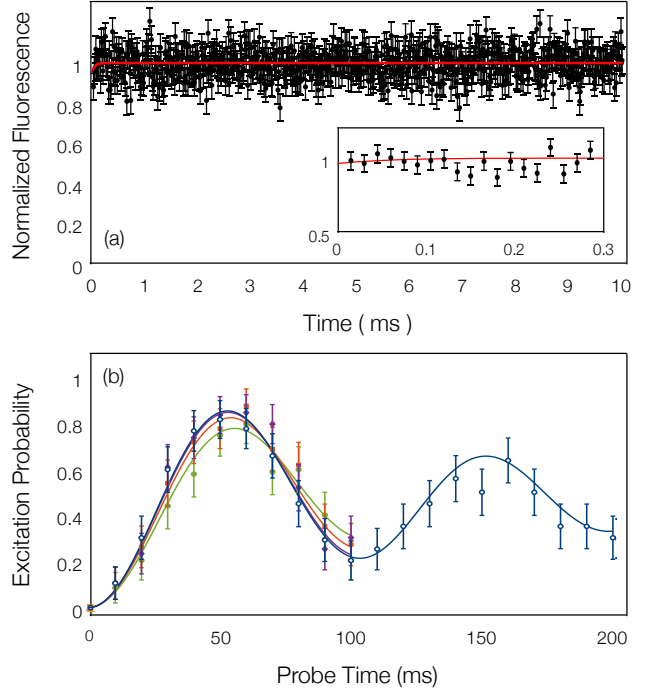 Normalized Fluorescence
1
0.8
0.6
0.4
0.2
0
(a)
1
0.5
0
0.1
0.2
0.3
0 1 2 3 4 5 6 7 8 9 10
Time ( ms )
Excitation Probability
(b)
1
0.8
0.6
0.4
0.2
0
0 50 100 150 200
Probe Time (ms)